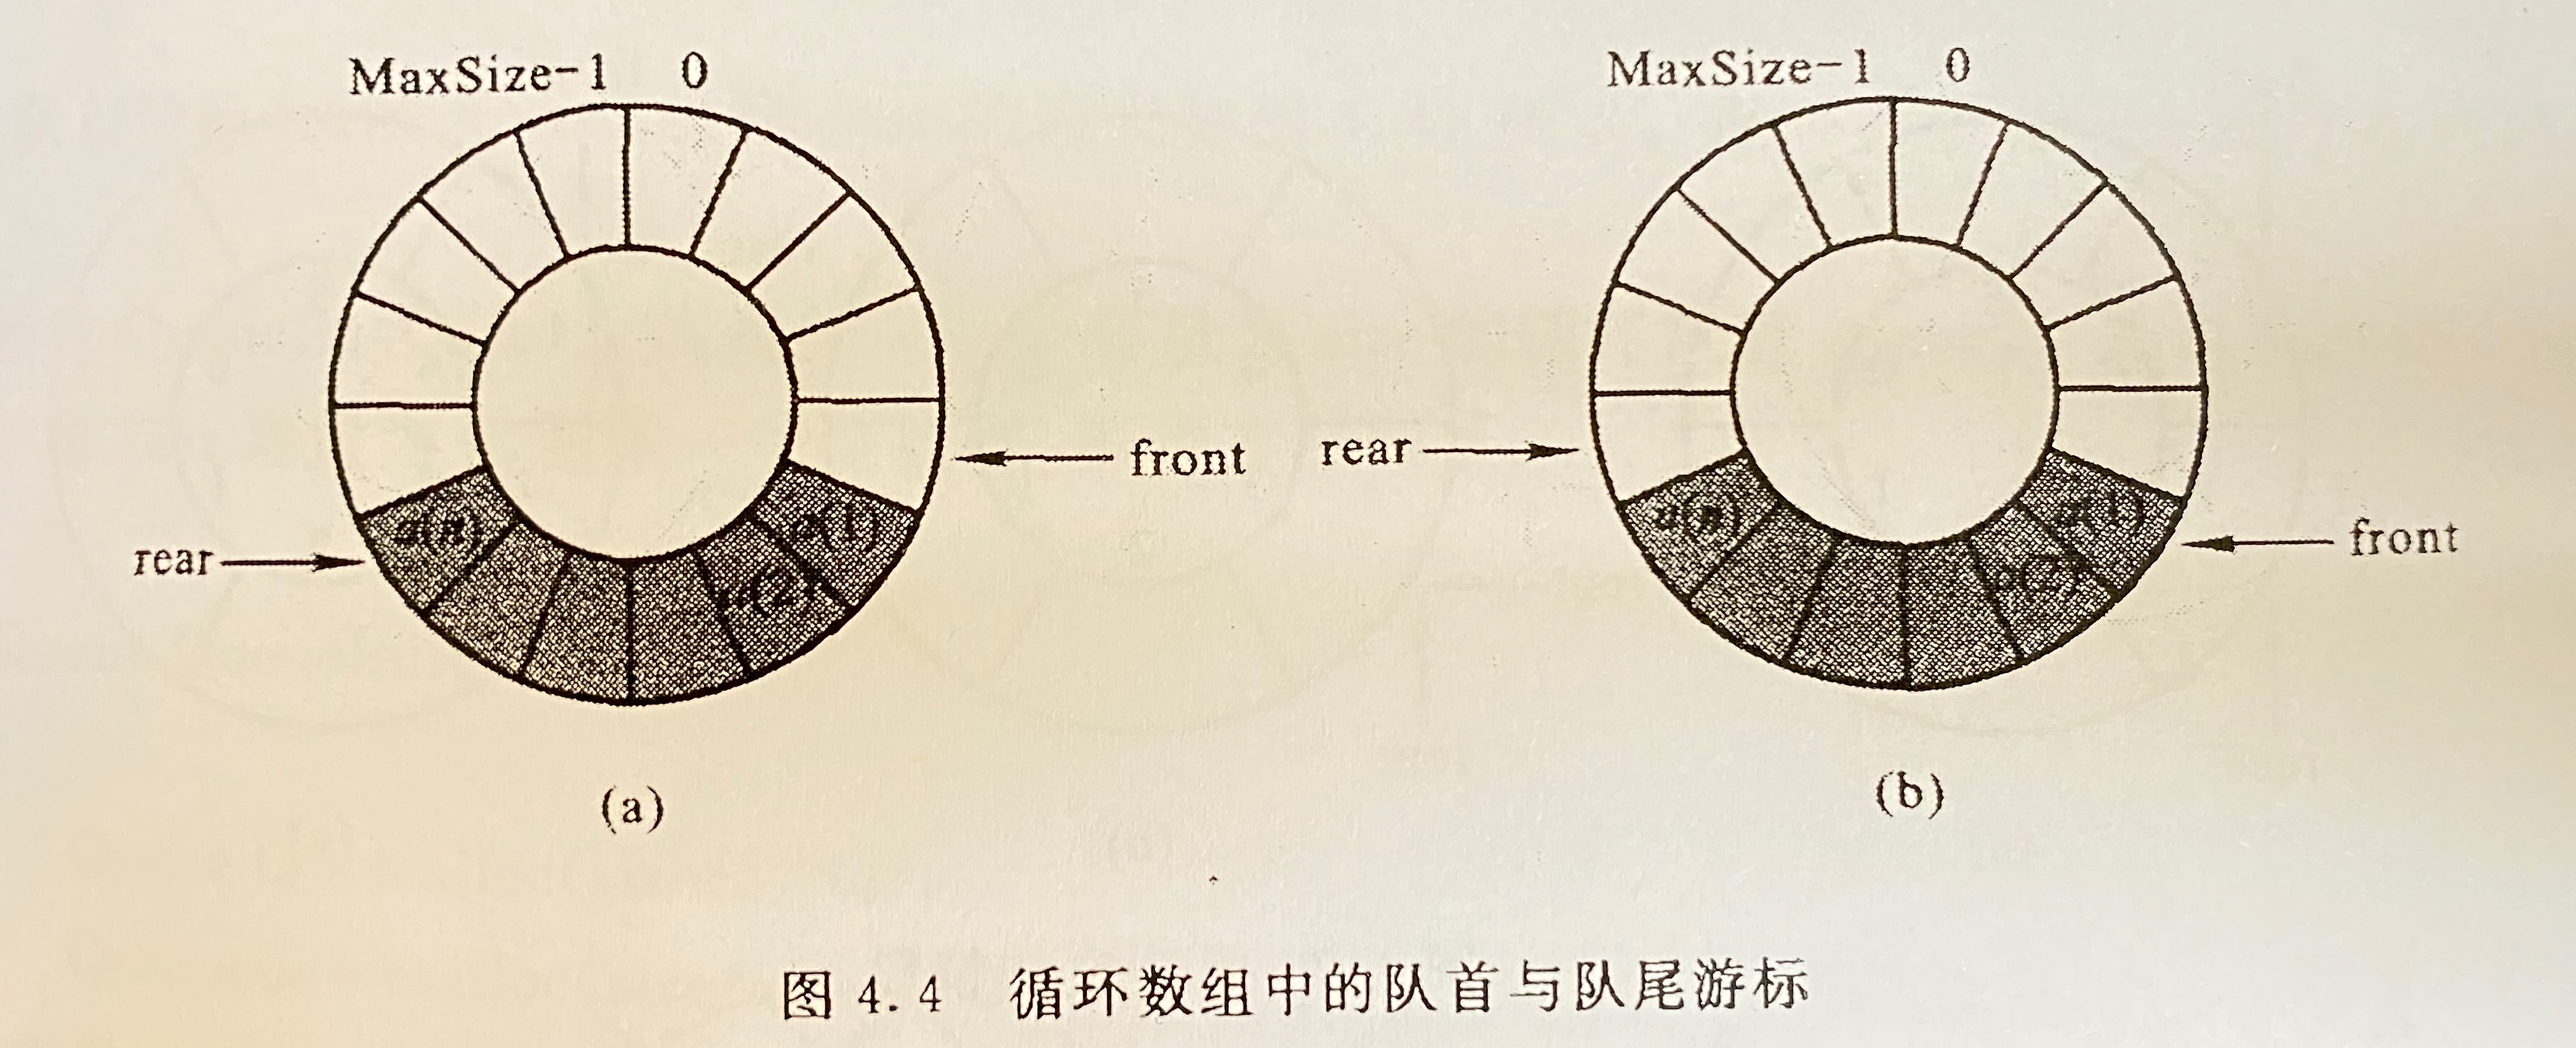 MaxSize-1 0
MaxSize-1 0
front
rear
rear
front
a(n)
a(2)
a(1)
a(n)
a(2)
a(1)
(a)
(b)
图 4.4 循环数组中的队首与队尾游标